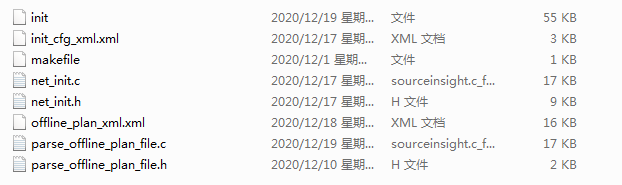 init 2020/12/19 星期... 文件 55 KB
init_cfg_xml.xml 2020/12/17 星期... XML 文档 3 KB
makefile 2020/12/1 星期... 文件 1 KB
net_init.c 2020/12/17 星期... sourceinsight.c_f... 17 KB
net_init.h 2020/12/17 星期... H 文件 9 KB
offline_plan_xml.xml 2020/12/18 星期... XML 文档 16 KB
parse_offline_plan_file.c 2020/12/19 星期... sourceinsight.c_f... 17 KB
parse_offline_plan_file.h 2020/12/10 星期... H 文件 2 KB